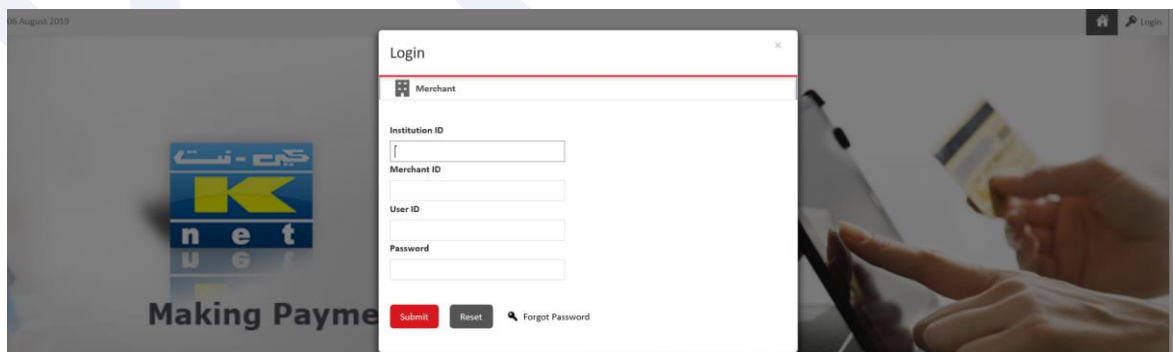 06 August 2019
Login
Login
×
Merchant
Institution ID
Merchant ID
User ID
Password
Submit
Reset
Forgot Password
كي-نت
K
net
Making Payme